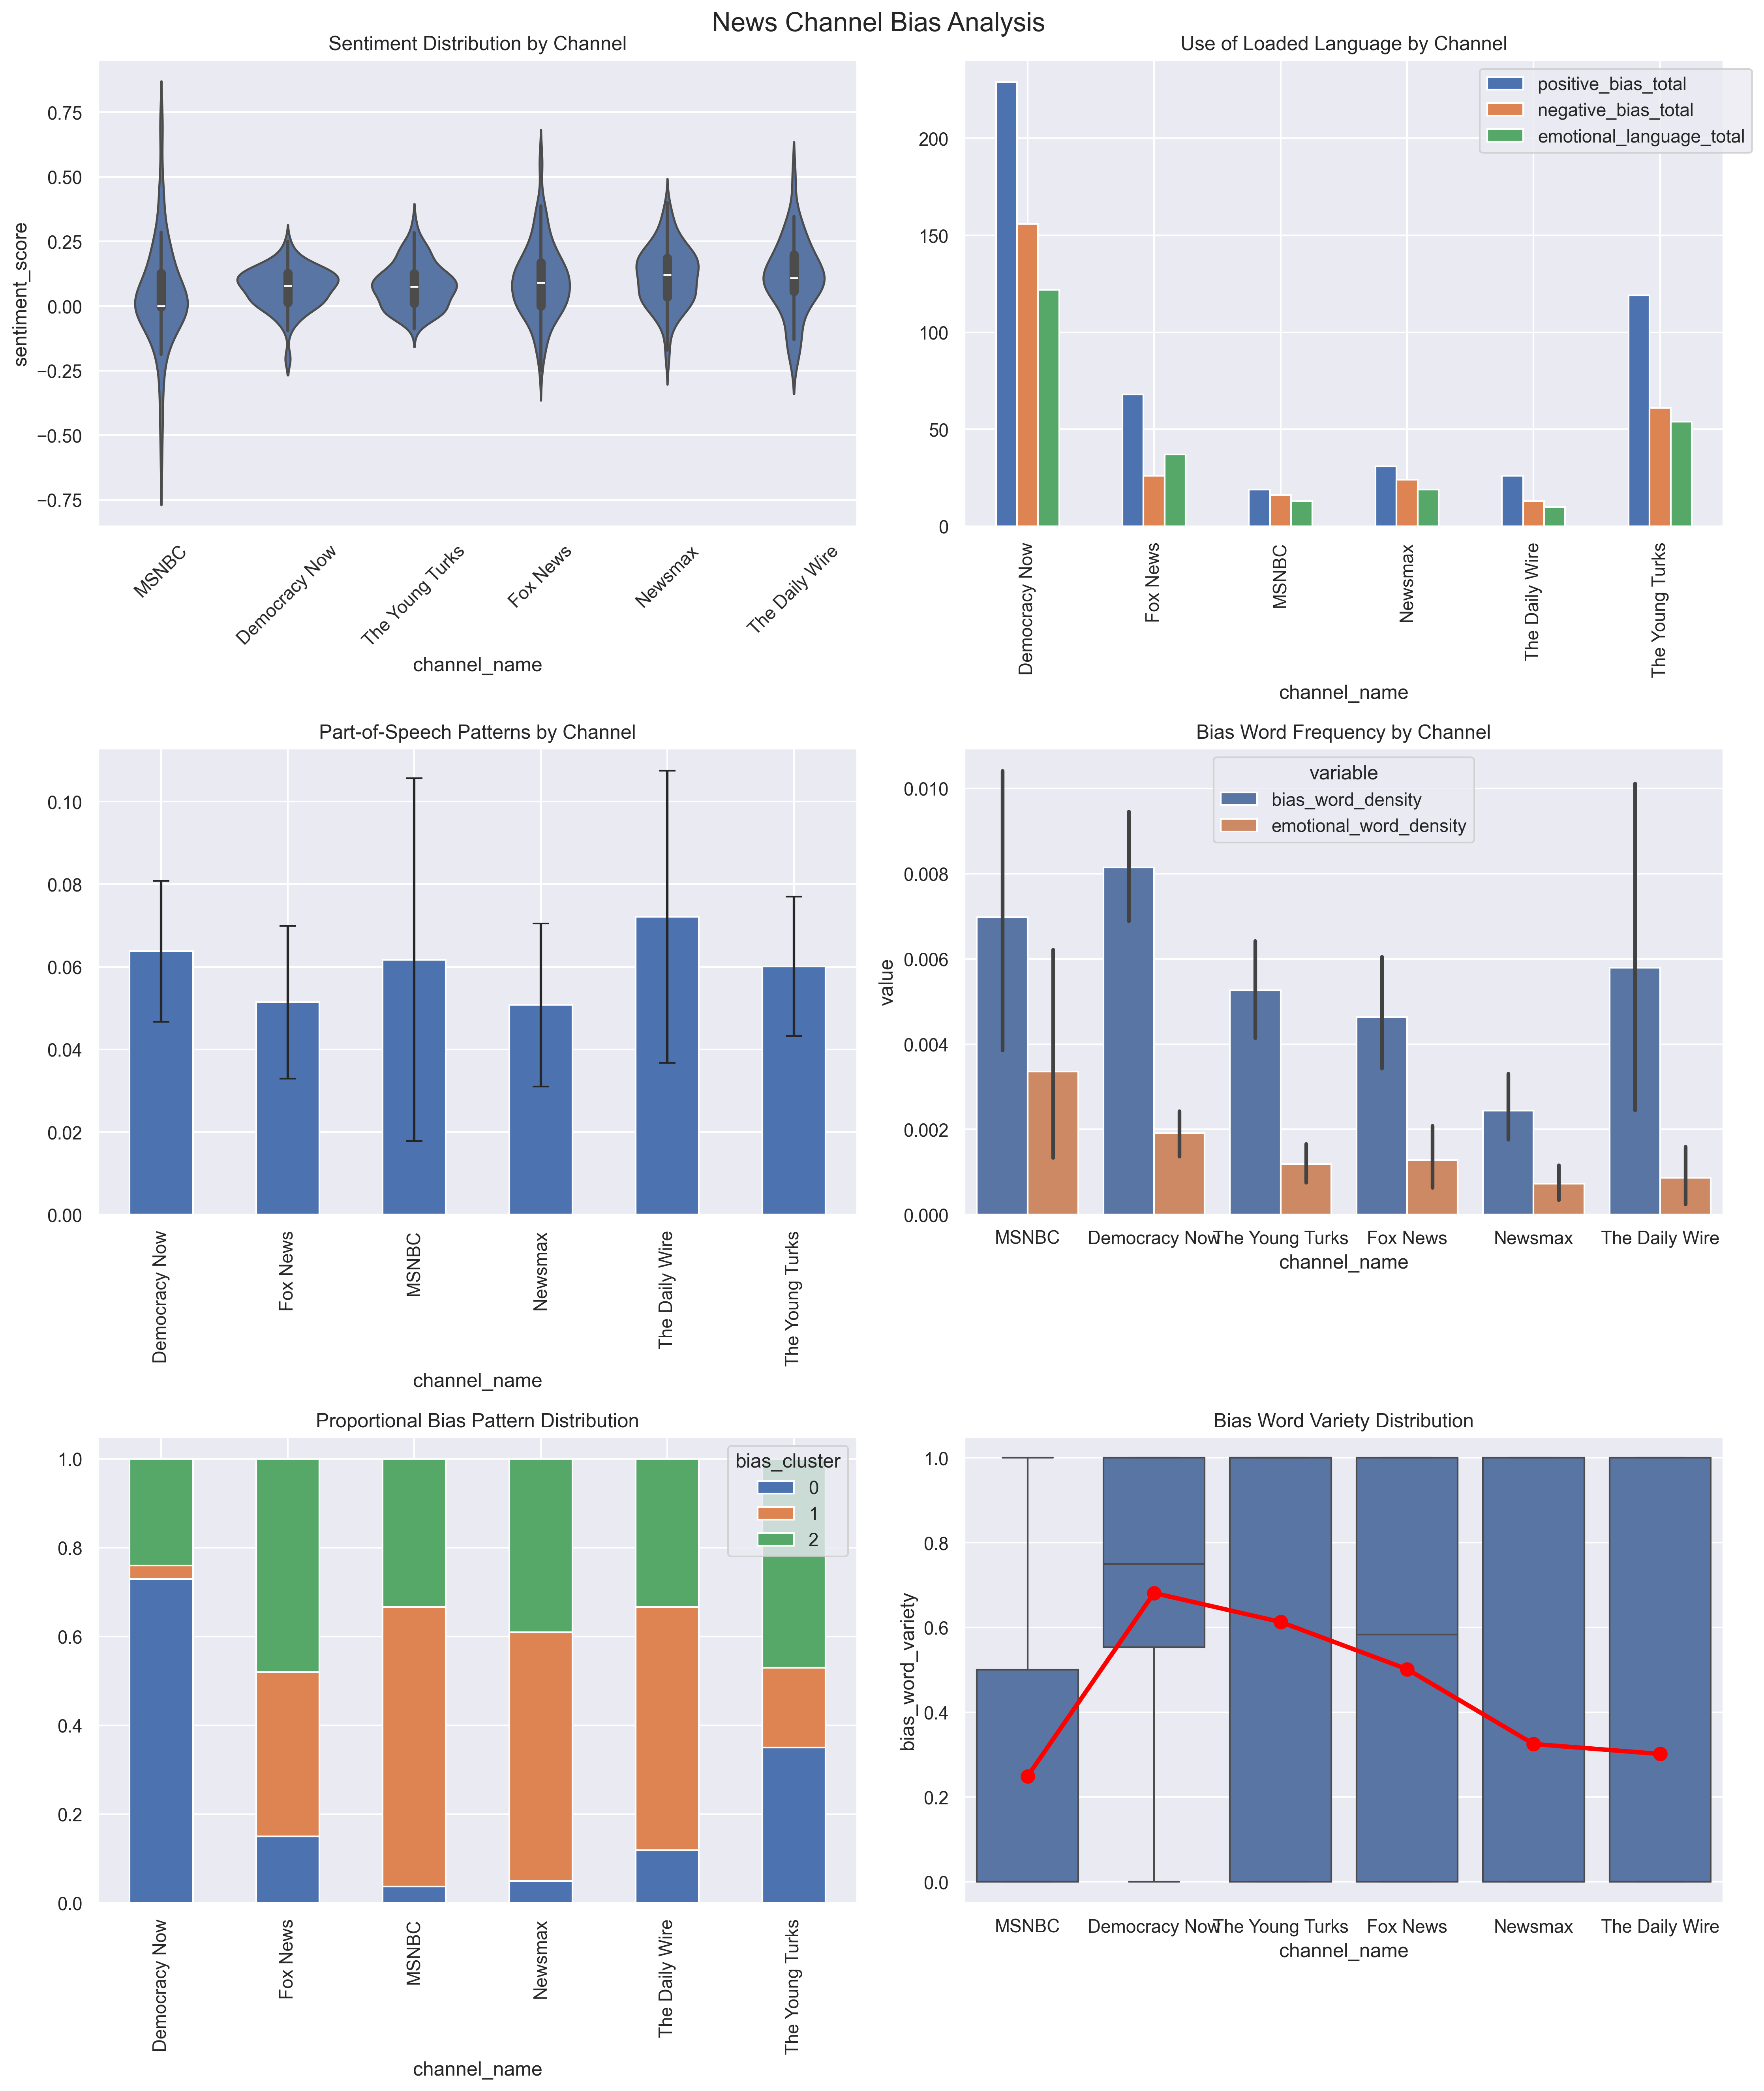 News Channel Bias Analysis
Sentiment Distribution by Channel
sentiment_score
0.75
0.50
0.25
0.00
−0.25
−0.50
−0.75
MSNBC
Democracy Now
The Young Turks
Fox News
Newsmax
The Daily Wire
channel_name
Use of Loaded Language by Channel
positive_bias_total
negative_bias_total
emotional_language_total
200
150
100
50
0
Democracy Now
Fox News
MSNBC
Newsmax
The Daily Wire
The Young Turks
channel_name
Part-of-Speech Patterns by Channel
0.10
0.08
0.06
0.04
0.02
0.00
Democracy Now
Fox News
MSNBC
Newsmax
The Daily Wire
The Young Turks
channel_name
Bias Word Frequency by Channel
variable
bias_word_density
emotional_word_density
value
0.010
0.008
0.006
0.004
0.002
0.000
MSNBC
Democracy Now
The Young Turks
Fox News
Newsmax
The Daily Wire
channel_name
Proportional Bias Pattern Distribution
bias_cluster
0
1
2
1.0
0.8
0.6
0.4
0.2
0.0
Democracy Now
Fox News
MSNBC
Newsmax
The Daily Wire
The Young Turks
channel_name
Bias Word Variety Distribution
bias_word_variety
1.0
0.8
0.6
0.4
0.2
0.0
MSNBC
Democracy Now
The Young Turks
Fox News
Newsmax
The Daily Wire
channel_name